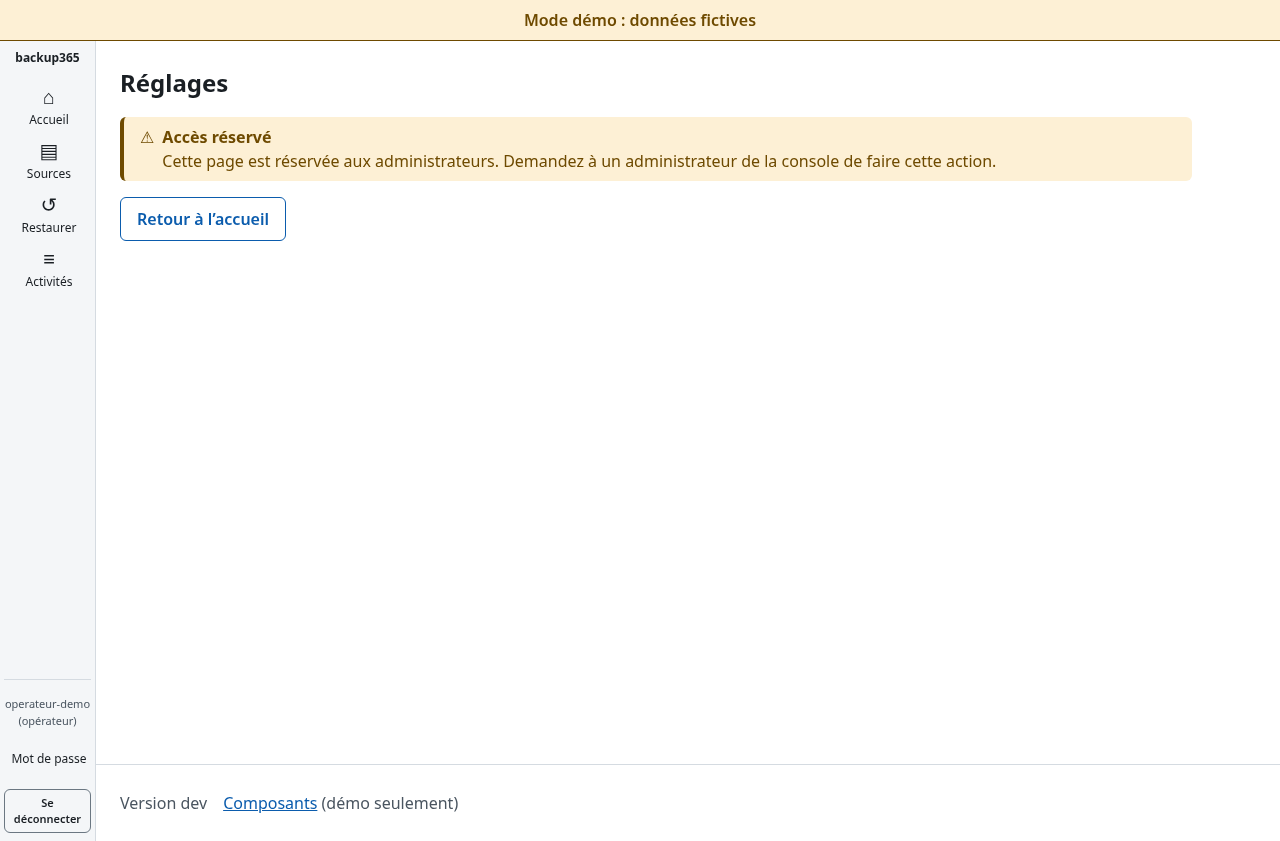 Mode démo : données fictives
backup365
Accueil
Sources
Restaurer
Activités
operateur-demo
(opérateur)
Mot de passe
Se
déconnecter
Réglages
⚠ Accès réservé
Cette page est réservée aux administrateurs. Demandez à un administrateur de la console de faire cette action.
Retour à l’accueil
Version dev Composants (démo seulement)